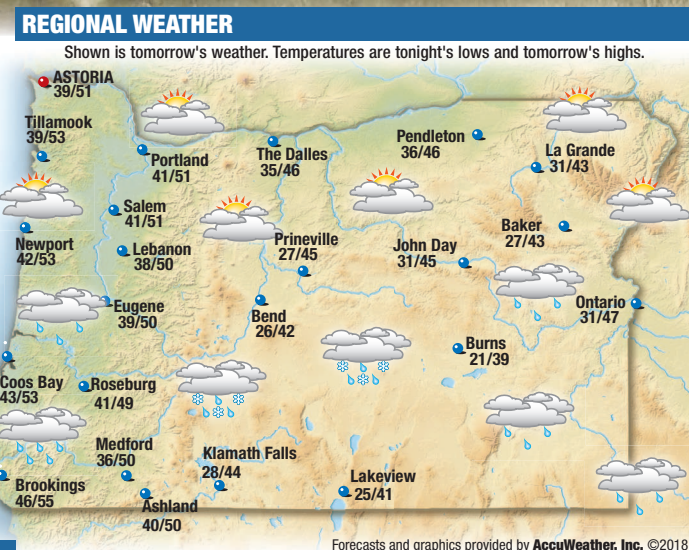 REGIONAL WEATHER
Shown is tomorrow's weather. Temperatures are tonight's lows and tomorrow's highs.
ASTORIA
39/51
Tillamook
39/53
Portland
41/51
The Dalles
35/46
Pendleton
36/46
La Grande
31/43
Salem
41/51
Newport
42/53
Lebanon
38/50
Prineville
27/45
John Day
31/45
Baker
27/43
Eugene
39/50
Bend
26/42
Ontario
31/47
Burns
21/39
Coos Bay
43/53
Roseburg
41/49
Medford
36/50
Klamath Falls
28/44
Lakeview
25/41
Brookings
46/55
Ashland
40/50
Forecasts and graphics provided by AccuWeather, Inc. ©2018